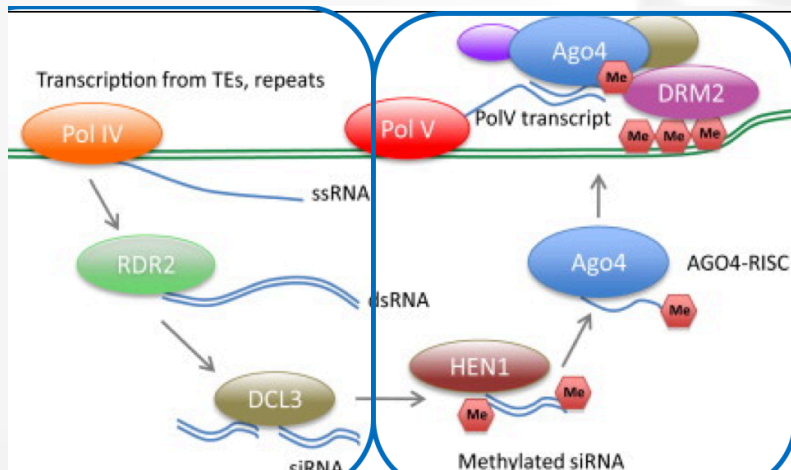 Transcription from TEs, repeats
Pol IV
ssRNA
RDR2
dsRNA
DCL3
siRNA
Ago4
Me
DRM2
Pol V
PolV transcript
Me Me Me
Ago4
AGO4-RISC
Me
HEN1
Me
Me
Methylated siRNA